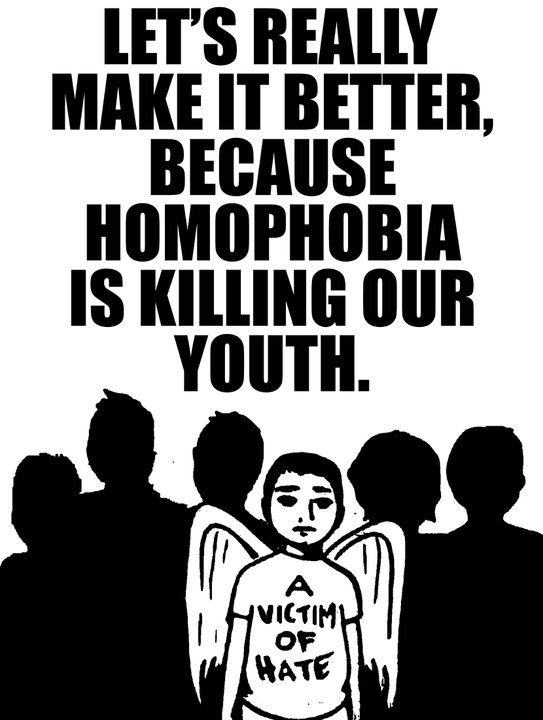 LET'S REALLY
MAKE IT BETTER,
BECAUSE
HOMOPHOBIA
IS KILLING OUR
YOUTH.
A
VICTIM
OF
HATE